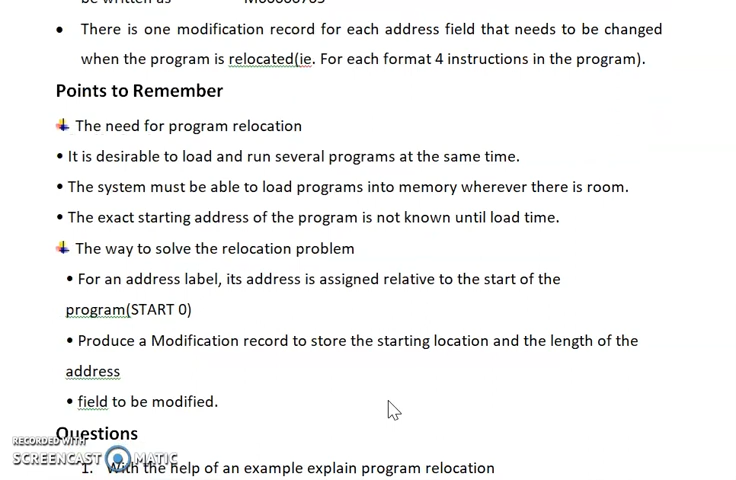 be written as M00000705
• There is one modification record for each address field that needs to be changed
when the program is relocated(ie. For each format 4 instructions in the program).
Points to Remember
The need for program relocation
• It is desirable to load and run several programs at the same time.
• The system must be able to load programs into memory wherever there is room.
• The exact starting address of the program is not known until load time.
The way to solve the relocation problem
• For an address label, its address is assigned relative to the start of the
program(START 0)
• Produce a Modification record to store the starting location and the length of the
address
• field to be modified.
Questions
RECORDED WITH
SCREENCAST MATIC
1. With the help of an example explain program relocation